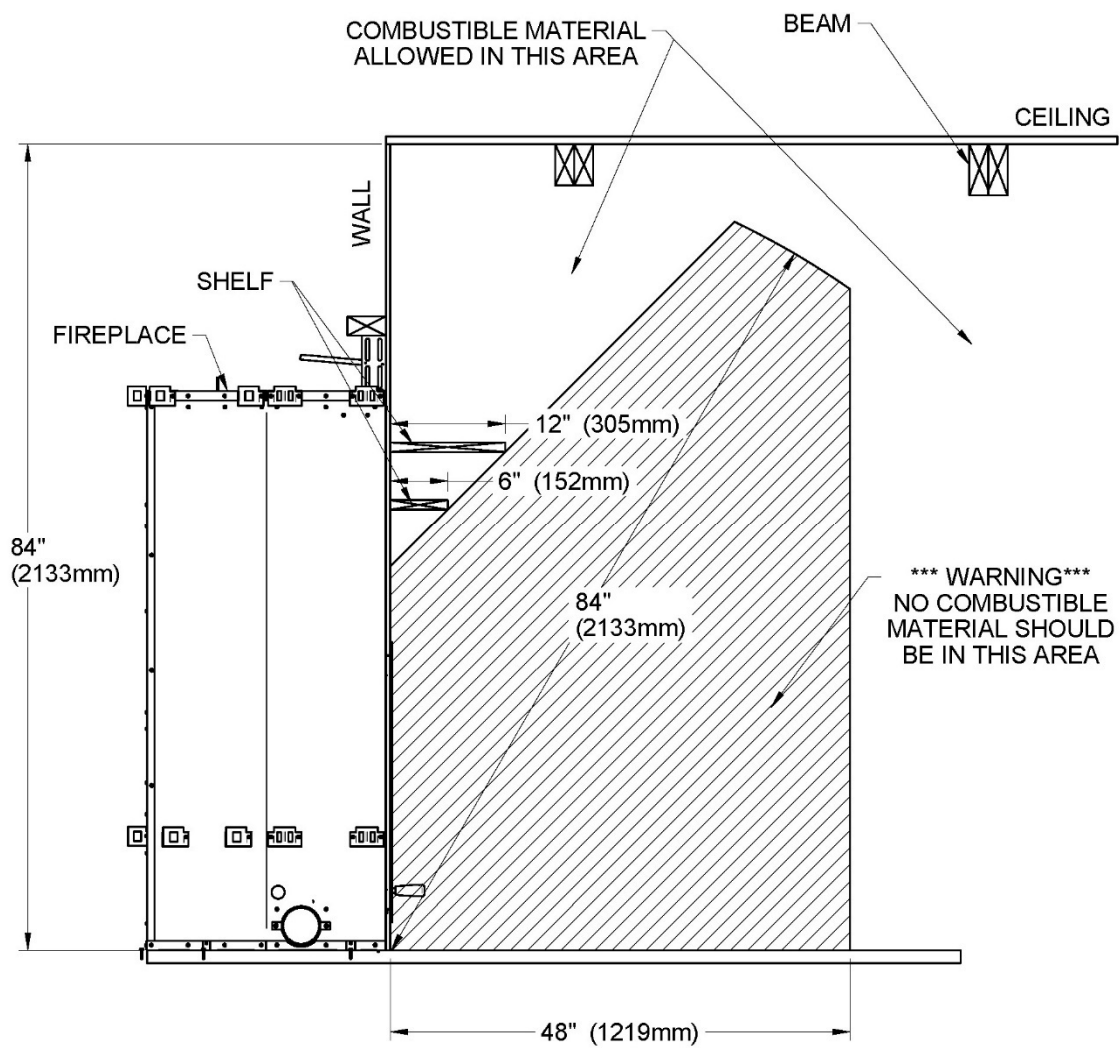 COMBUSTIBLE MATERIAL
ALLOWED IN THIS AREA
BEAM
CEILING
WALL
SHELF
FIREPLACE
12" (305mm)
6" (152mm)
84"
(2133mm)
84"
(2133mm)
*** WARNING***
NO COMBUSTIBLE
MATERIAL SHOULD
BE IN THIS AREA
48" (1219mm)